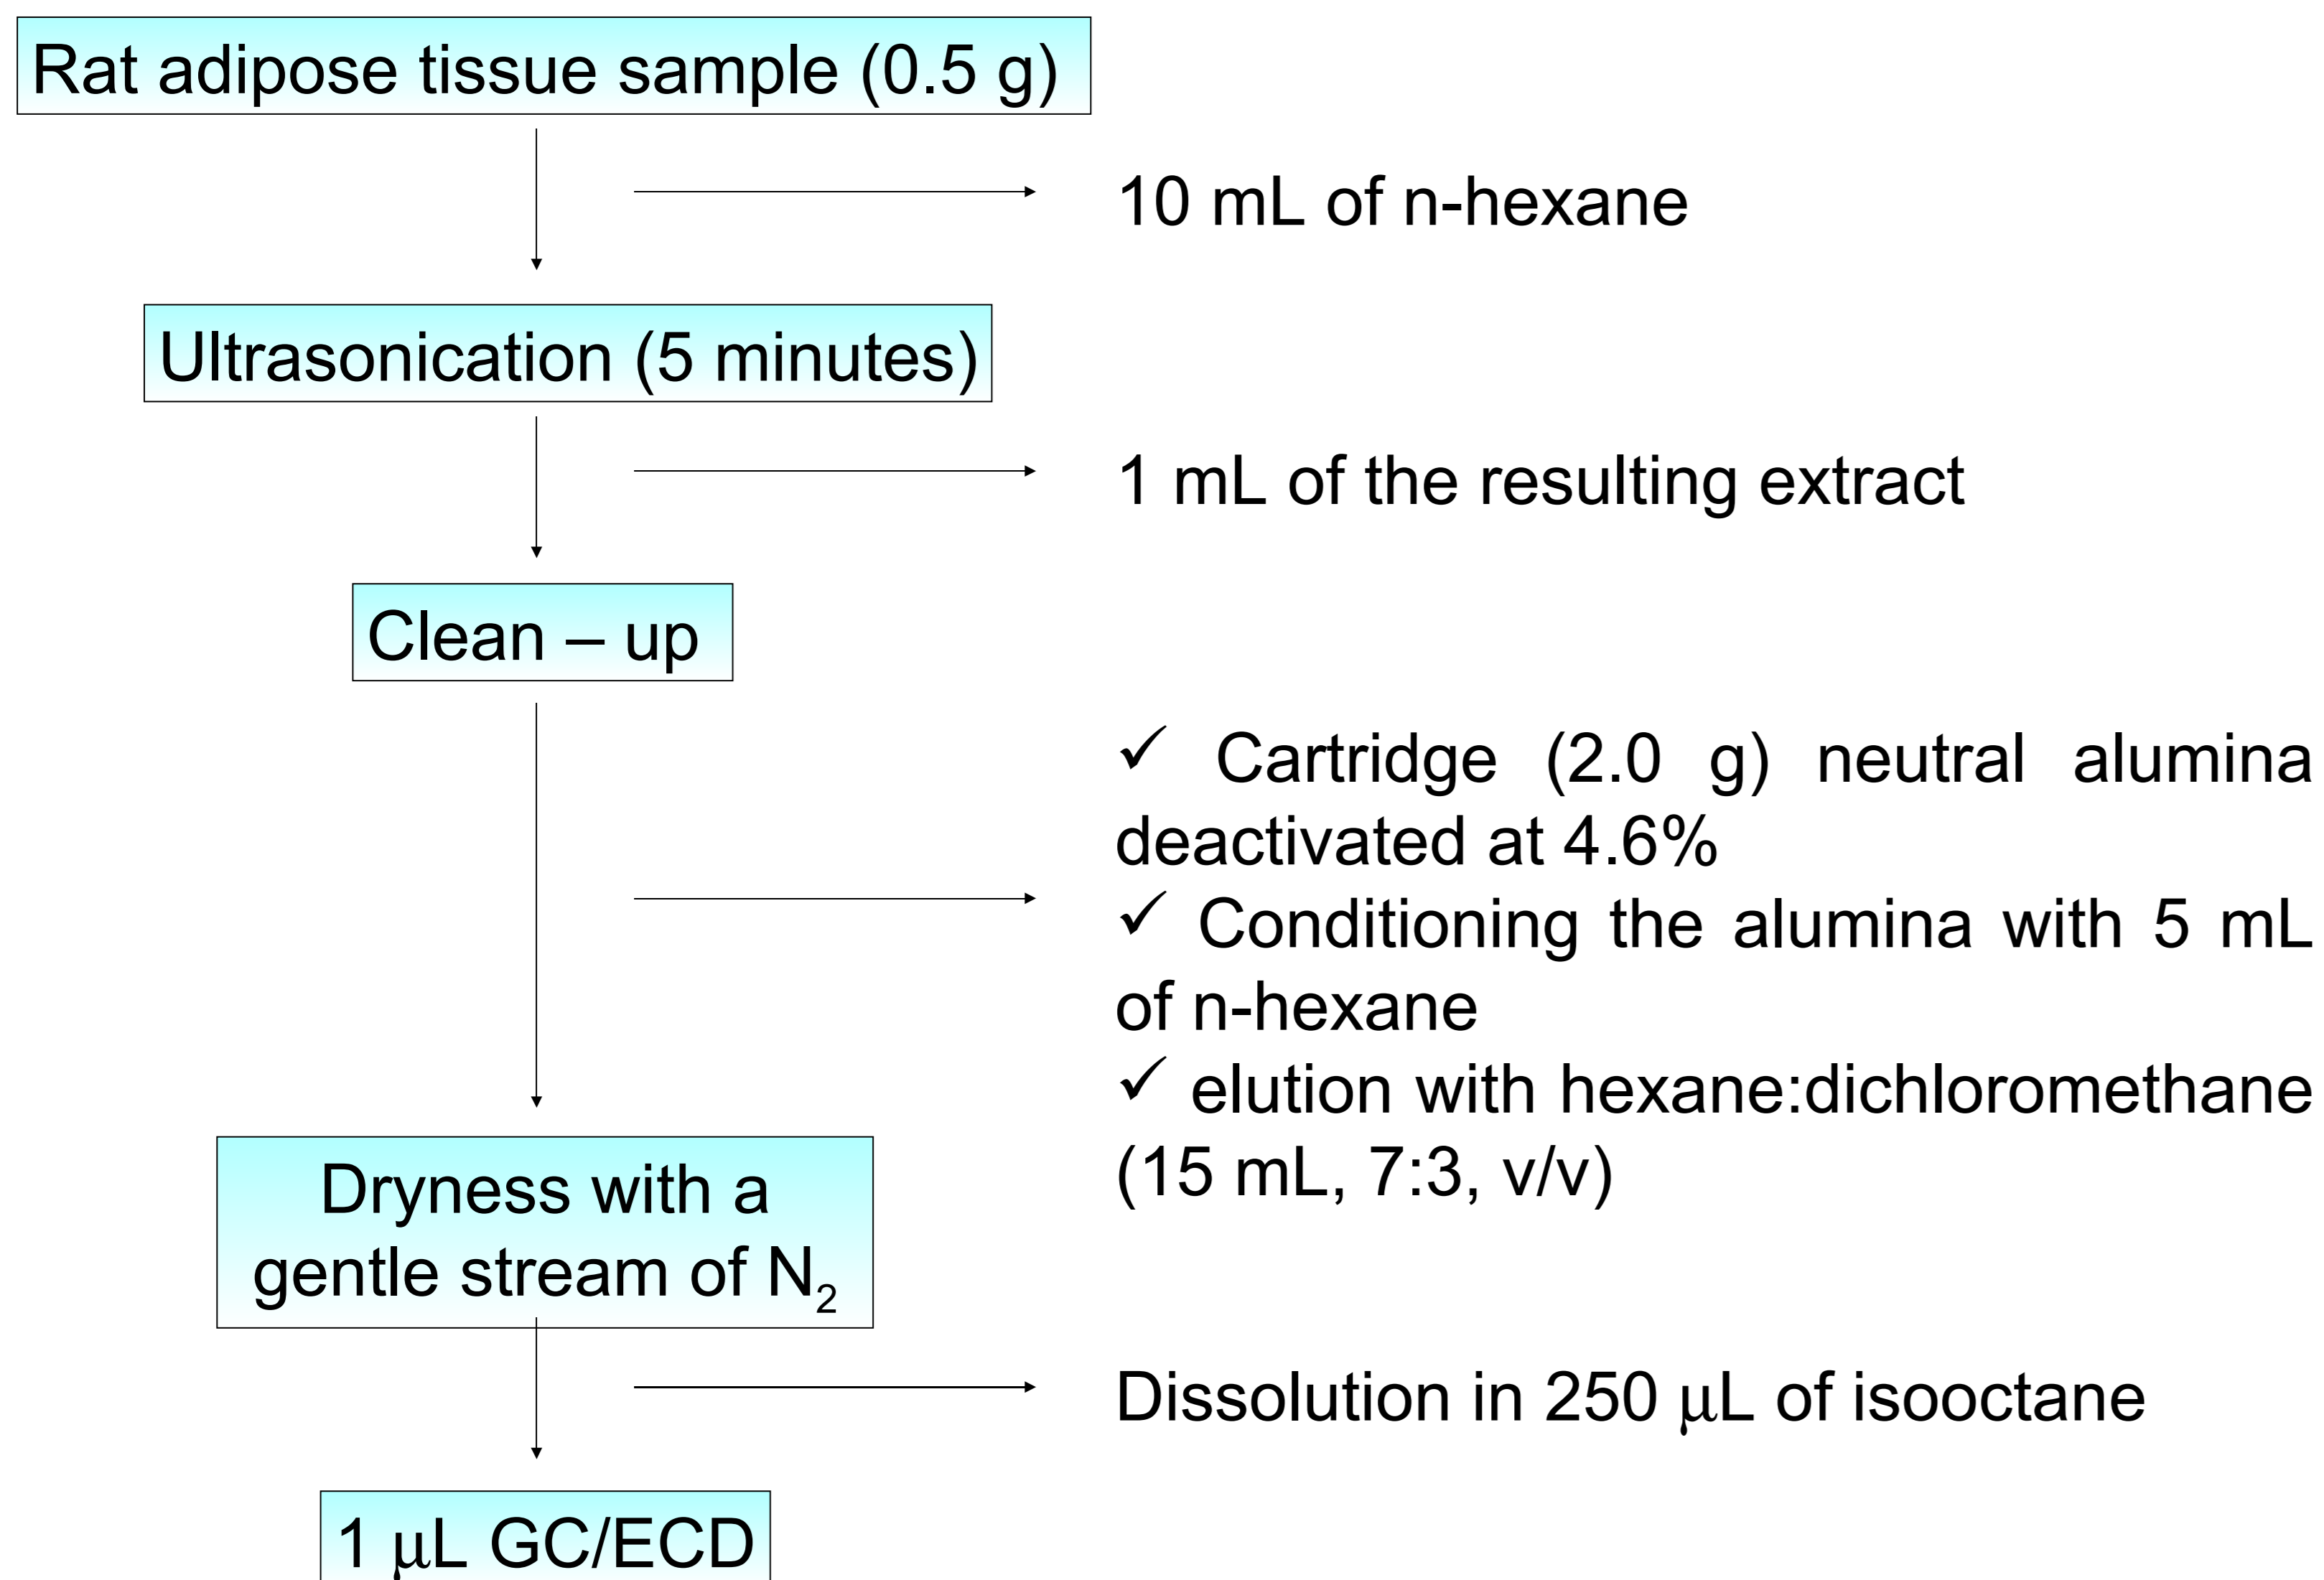 Rat adipose tissue sample (0.5 g)
10 mL of n-hexane
Ultrasonication (5 minutes)
1 mL of the resulting extract
Clean – up
✓ Cartridge (2.0 g) neutral alumina
deactivated at 4.6%
✓ Conditioning the alumina with 5 mL
of n-hexane
✓ elution with hexane:dichloromethane
(15 mL, 7:3, v/v)
Dryness with a
gentle stream of N₂
Dissolution in 250 μL of isooctane
1 μL GC/ECD